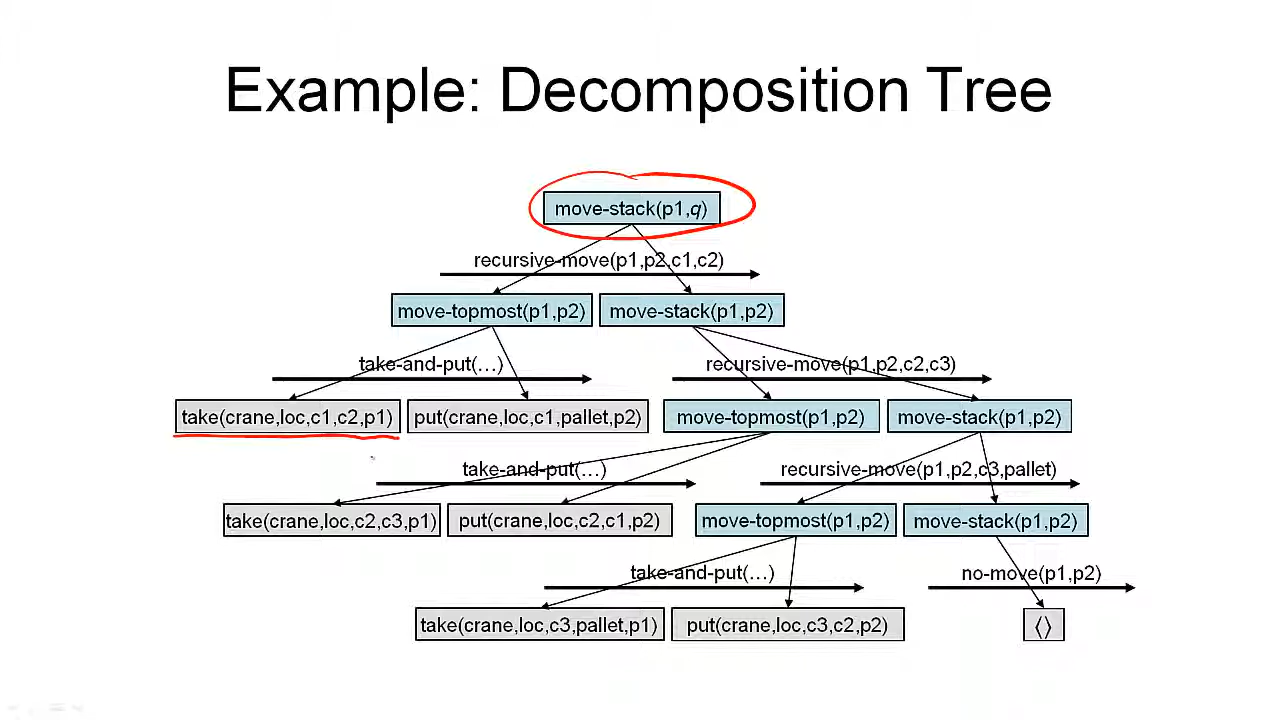 Example: Decomposition Tree
move-stack(p1,q)
recursive-move(p1,p2,c1,c2)
move-topmost(p1,p2)
move-stack(p1,p2)
take-and-put(…)
recursive-move(p1,p2,c2,c3)
take(crane,loc,c1,c2,p1)
put(crane,loc,c1,pallet,p2)
move-topmost(p1,p2)
move-stack(p1,p2)
take-and-put(…)
recursive-move(p1,p2,c3,pallet)
take(crane,loc,c2,c3,p1)
put(crane,loc,c2,c1,p2)
move-topmost(p1,p2)
move-stack(p1,p2)
take-and-put(…)
no-move(p1,p2)
take(crane,loc,c3,pallet,p1)
put(crane,loc,c3,c2,p2)
⟨⟩